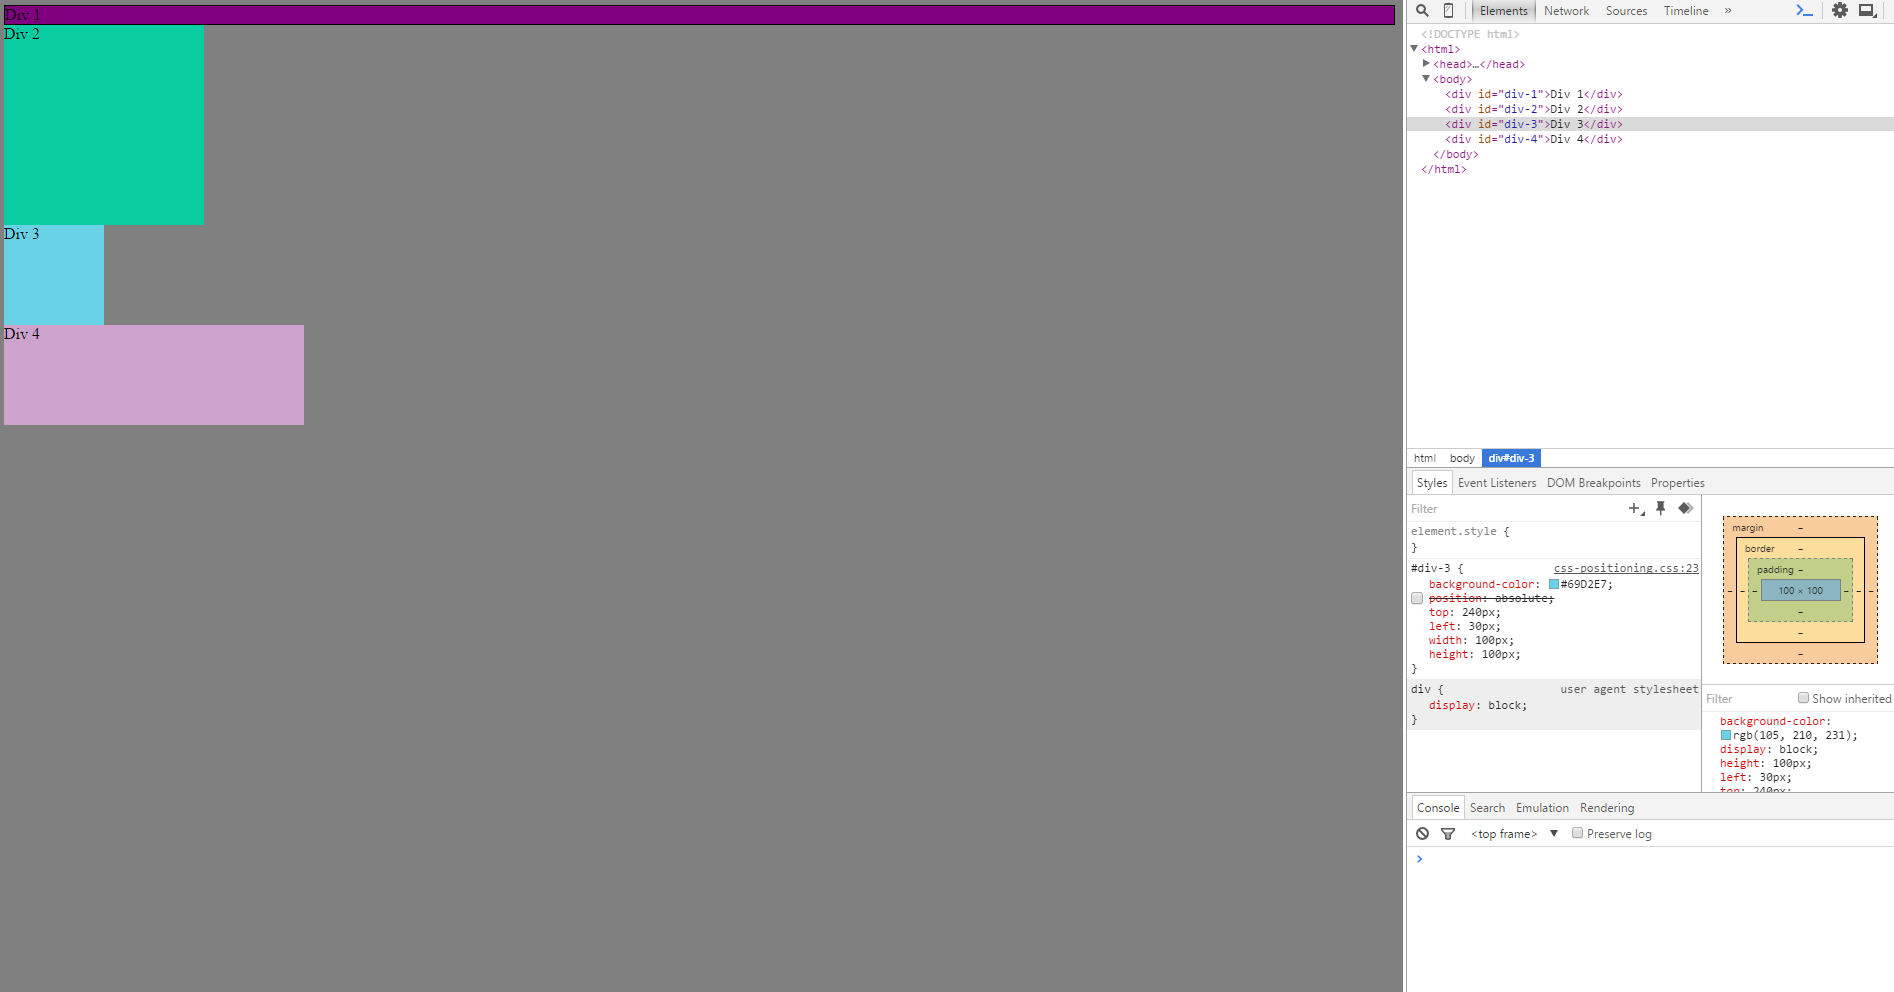 Div 1
Div 2
Div 3
Div 4
Elements Network Sources Timeline »
<!DOCTYPE html>
<html>
<head>…</head>
<body>
<div id="div-1">Div 1</div>
<div id="div-2">Div 2</div>
<div id="div-3">Div 3</div>
<div id="div-4">Div 4</div>
</body>
</html>
html body div#div-3
Styles Event Listeners DOM Breakpoints Properties
Filter
element.style {
}
#div-3 { css-positioning.css:23
background-color: #69D2E7;
position: absolute;
top: 240px;
left: 30px;
width: 100px;
height: 100px;
}
div { user agent stylesheet
display: block;
}
margin –
border –
padding –
– – – 100 × 100 – – –
–
–
–
Filter Show inherited
background-color:
rgb(105, 210, 231);
display: block;
height: 100px;
left: 30px;
top: 240px;
Console Search Emulation Rendering
<top frame> ▼ Preserve log
>